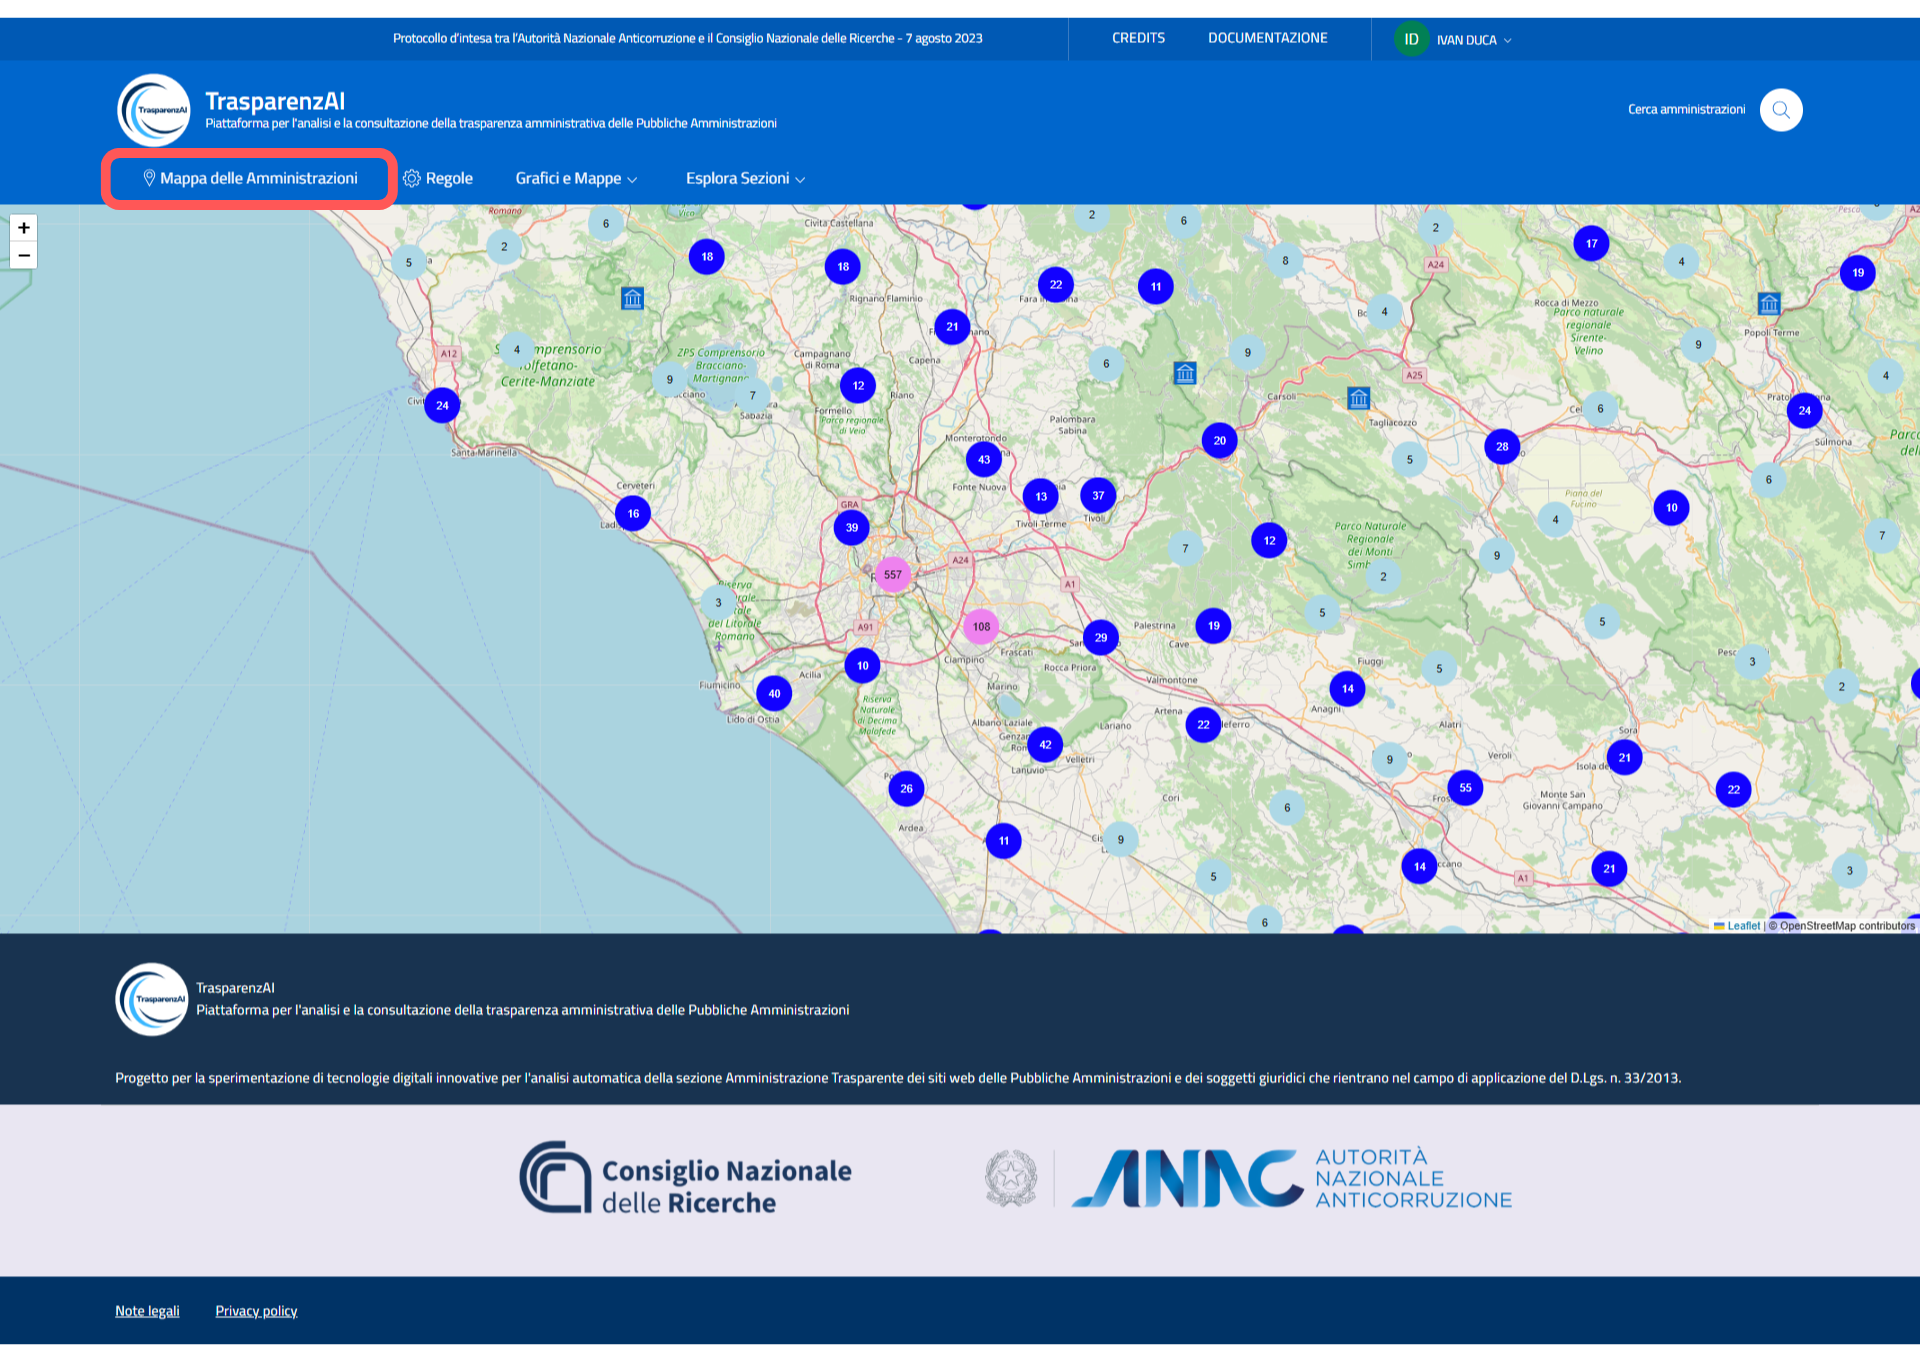 Protocollo d'intesa tra l'Autorità Nazionale Anticorruzione e il Consiglio Nazionale delle Ricerche - 7 agosto 2023
CREDITS
DOCUMENTAZIONE
ID IVAN DUCA
TrasparenzAI
TrasparenzAI
Piattaforma per l'analisi e la consultazione della trasparenza amministrativa delle Pubbliche Amministrazioni
Cerca amministrazioni
Mappa delle Amministrazioni
Regole
Grafici e Mappe
Esplora Sezioni
+
−
Romano
6
Civita Castellana
2
6
2
17
4
19
5
2
18
18
8
A24
22
11
Rignano Flaminio
Rocca di Mezzo
Parco naturale
regionale
Sirente-
Velino
4
21
Popoli Terme
A12
4
Cerite-Manziate
ZPS Comprensorio
Bracciano-
Martignano
Campagnano
di Roma
Capena
6
9
9
9
7
12
Riano
A25
4
Carsoli
24
Sabazia
Formello
Parco regionale
di Veio
Palombara
Sabina
Tagliacozzo
6
24
Santa Marinella
Monterotondo
43
20
5
28
Sulmona
Cerveteri
Fonte Nuova
13
37
6
Piana del
Fucino
16
GRA
39
Tivoli Terme
Tivoli
12
Parco Naturale
Regionale
dei Monti
4
10
7
7
9
A24
557
A1
2
3
del Litorale
Romano
A91
108
29
Palestrina
Cave
19
5
5
Ciampino
Frascati
Rocca Priora
10
Acilia
Fiuggi
5
3
Fiumicino
40
Marino
Valmontone
14
Anagni
2
Lido di Ostia
Riserva
Naturale
di Decima
Malafede
Albano Laziale
Lariano
Artena
22
Alatri
Sora
42
Velletri
Lanuvio
9
Veroli
21
26
Cori
6
55
Monte San
Giovanni Campano
22
Ardea
11
9
14
A1
21
5
3
6
Leaflet | © OpenStreetMap contributors
TrasparenzAI
TrasparenzAI
Piattaforma per l'analisi e la consultazione della trasparenza amministrativa delle Pubbliche Amministrazioni
Progetto per la sperimentazione di tecnologie digitali innovative per l'analisi automatica della sezione Amministrazione Trasparente dei siti web delle Pubbliche Amministrazioni e dei soggetti giuridici che rientrano nel campo di applicazione del D.Lgs. n. 33/2013.
Consiglio Nazionale
delle Ricerche
ANAC
AUTORITÀ
NAZIONALE
ANTICORRUZIONE
Note legali
Privacy policy